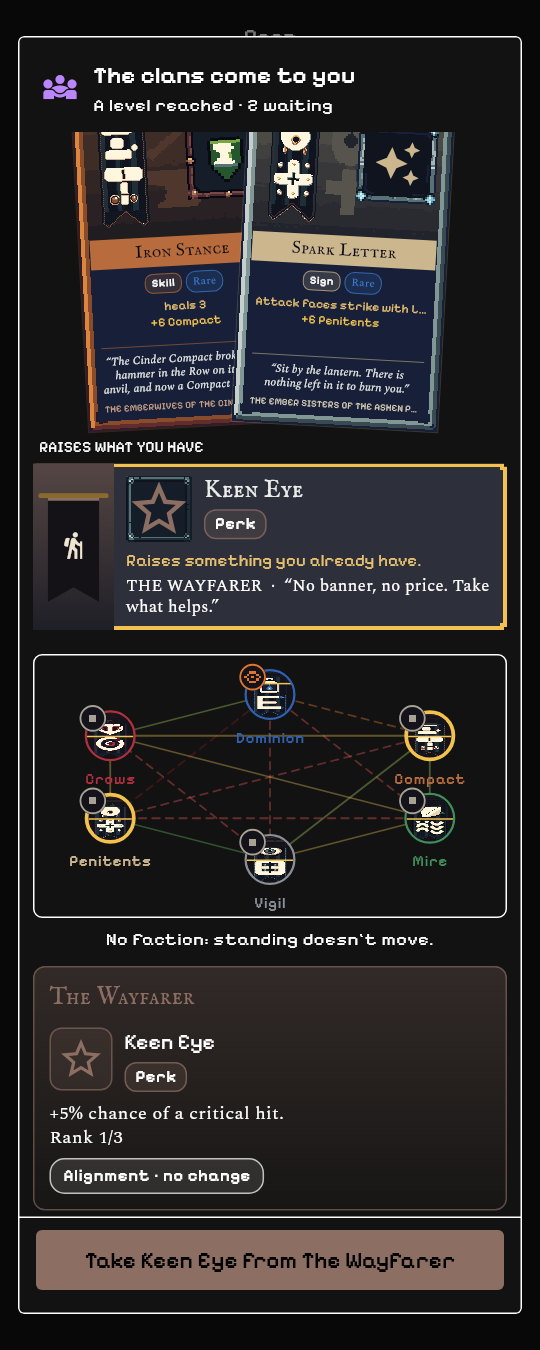 The clans come to you
A level reached · 2 waiting
Iron Stance
Skill
Rare
heals 3
+6 Compact
“The Cinder Compact brok
hammer in the Row on it
anvil, and now a Compact
THE EMBERWIVES OF THE CIN
Spark Letter
Sign
Rare
Attack faces strike with L…
+6 Penitents
“Sit by the lantern. There is
nothing left in it to burn you.”
THE EMBER SISTERS OF THE ASHEN P…
RAISES WHAT YOU HAVE
Keen Eye
Perk
Raises something you already have.
THE WAYFARER · “No banner, no price. Take
what helps.”
Dominion
Crows
Compact
Penitents
Mire
Vigil
No faction: standing doesn't move.
The Wayfarer
Keen Eye
Perk
+5% chance of a critical hit.
Rank 1/3
Alignment · no change
Take Keen Eye from The Wayfarer